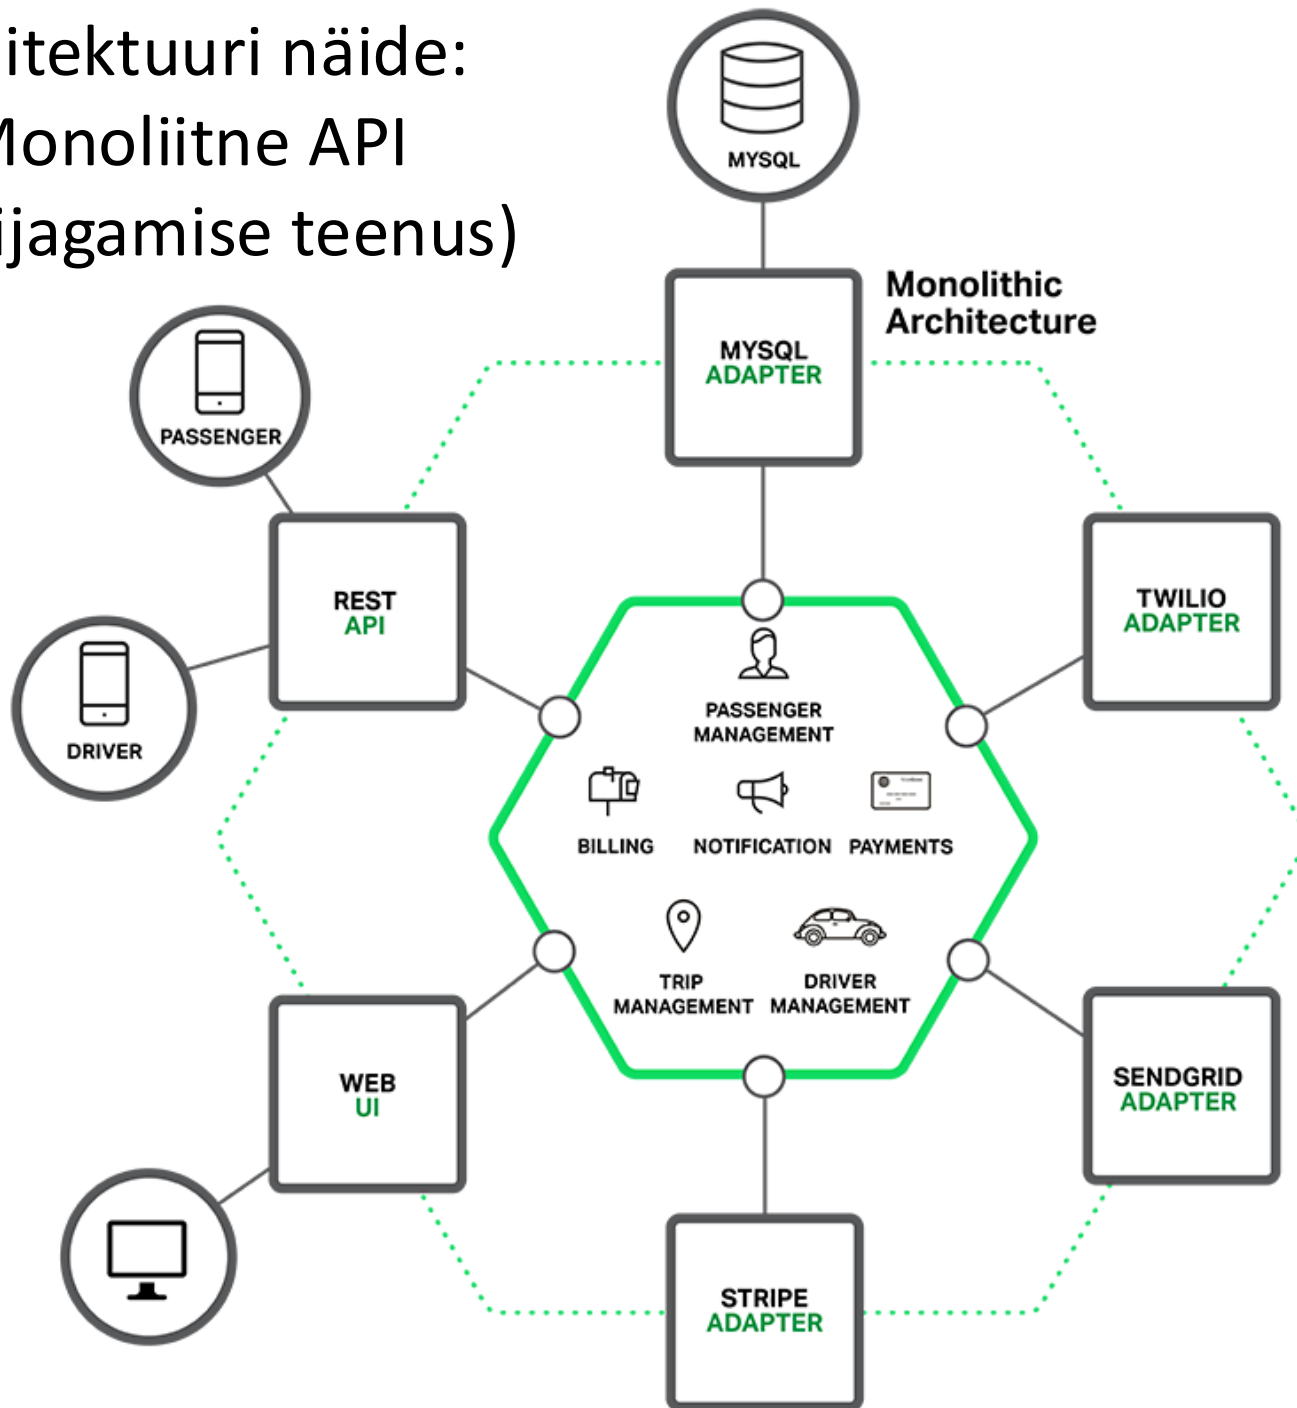 itektuuri näide:
Monoliitne API
ijagamise teenus)
MYSQL
Monolithic
Architecture
MYSQL
ADAPTER
PASSENGER
REST
API
TWILIO
ADAPTER
DRIVER
PASSENGER
MANAGEMENT
BILLING
NOTIFICATION
PAYMENTS
TRIP
MANAGEMENT
DRIVER
MANAGEMENT
WEB
UI
SENDGRID
ADAPTER
STRIPE
ADAPTER